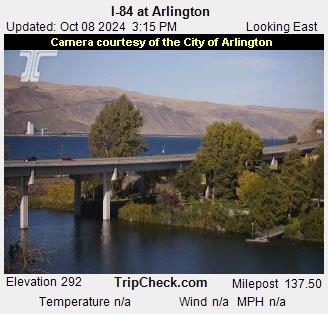 I-84 at Arlington
Updated: Oct 08 2024 3:15 PM Looking East
Camera courtesy of the City of Arlington
Elevation 292 TripCheck.com Milepost 137.50
Temperature n/a Wind n/a MPH n/a